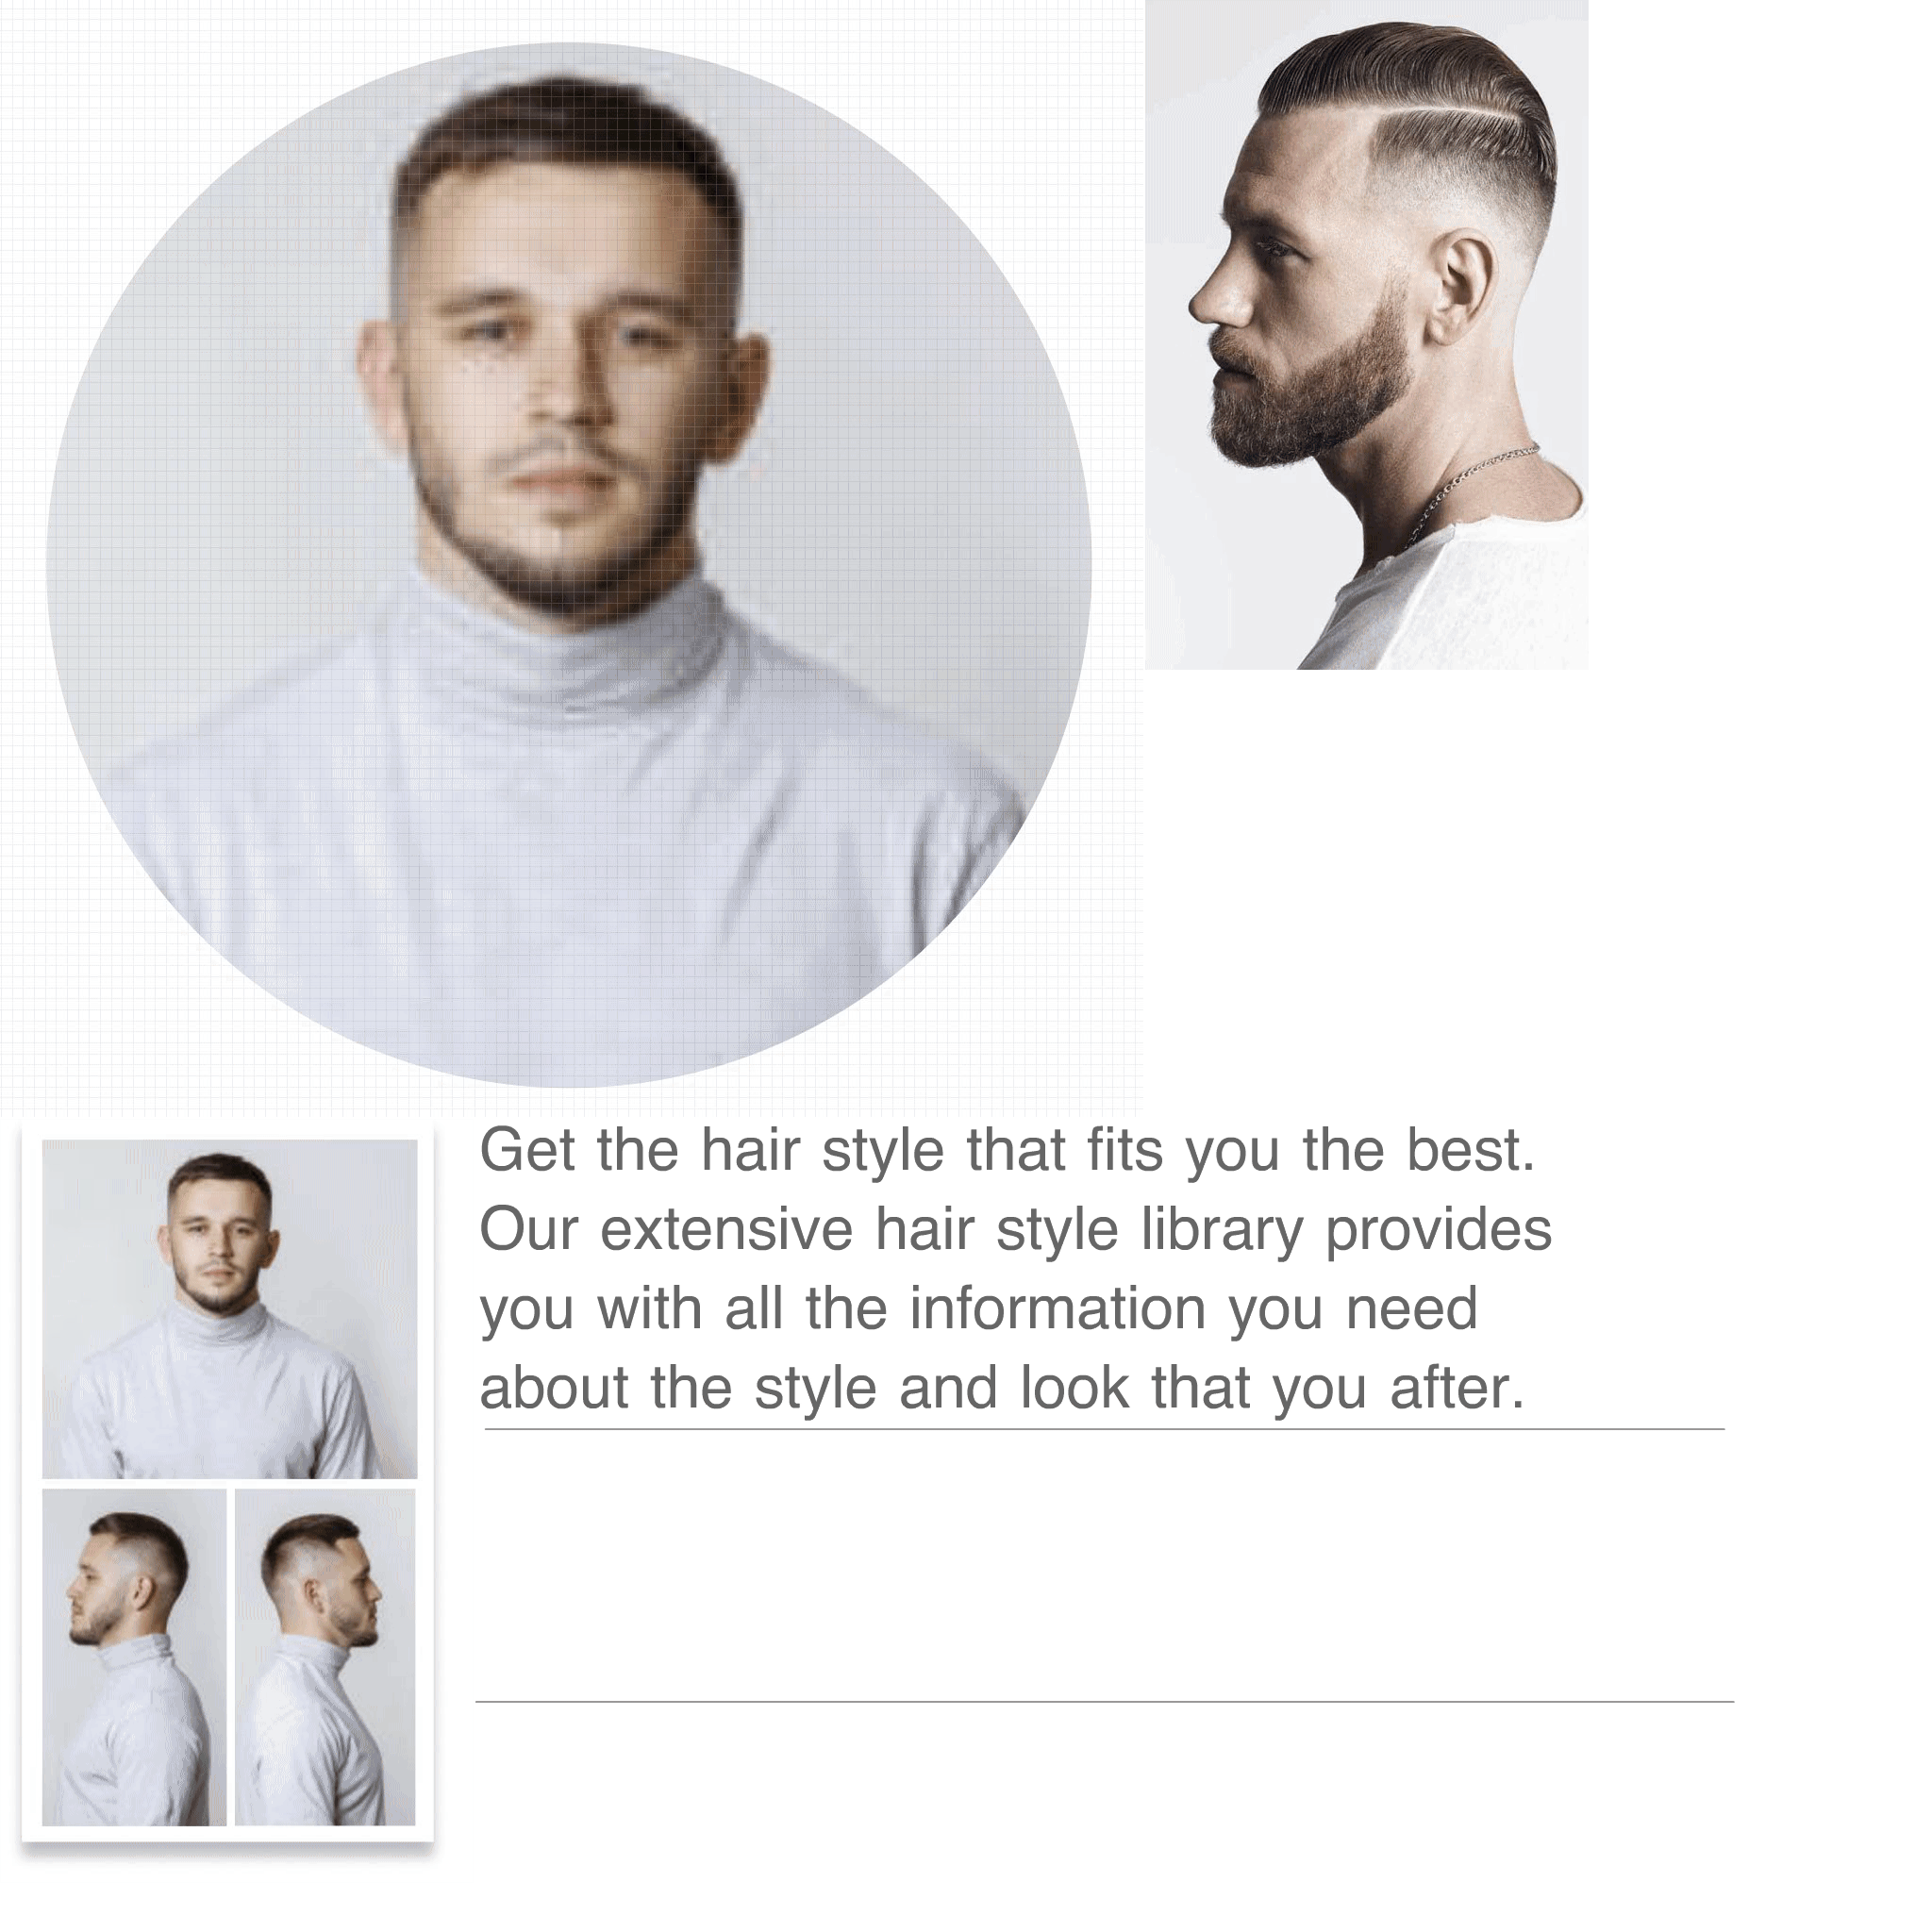 Get the hair style that fits you the best.
Our extensive hair style library provides
you with all the information you need
about the style and look that you after.